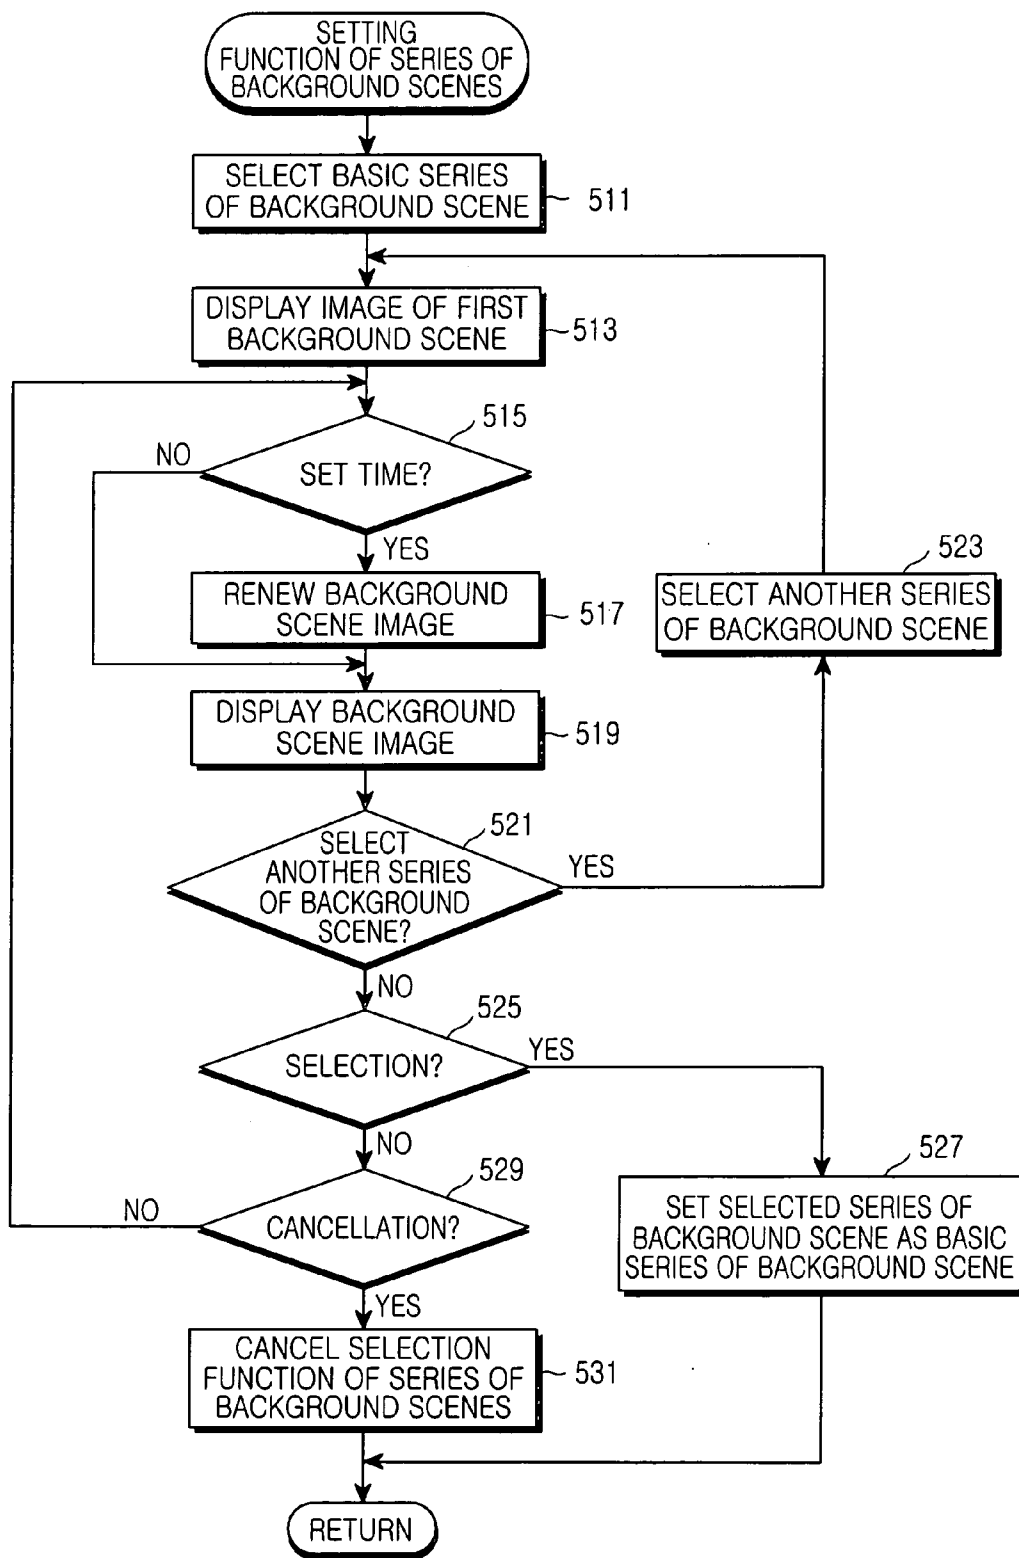 SETTING
FUNCTION OF SERIES OF
BACKGROUND SCENES
SELECT BASIC SERIES
OF BACKGROUND SCENE
511
DISPLAY IMAGE OF FIRST
BACKGROUND SCENE
513
515
NO
SET TIME?
YES
523
RENEW BACKGROUND
SCENE IMAGE
517
SELECT ANOTHER SERIES
OF BACKGROUND SCENE
DISPLAY BACKGROUND
SCENE IMAGE
519
521
SELECT
ANOTHER SERIES
OF BACKGROUND
SCENE?
YES
NO
525
SELECTION?
YES
NO
527
529
NO
CANCELLATION?
SET SELECTED SERIES OF
BACKGROUND SCENE AS BASIC
SERIES OF BACKGROUND SCENE
YES
CANCEL SELECTION
FUNCTION OF SERIES OF
BACKGROUND SCENES
531
RETURN